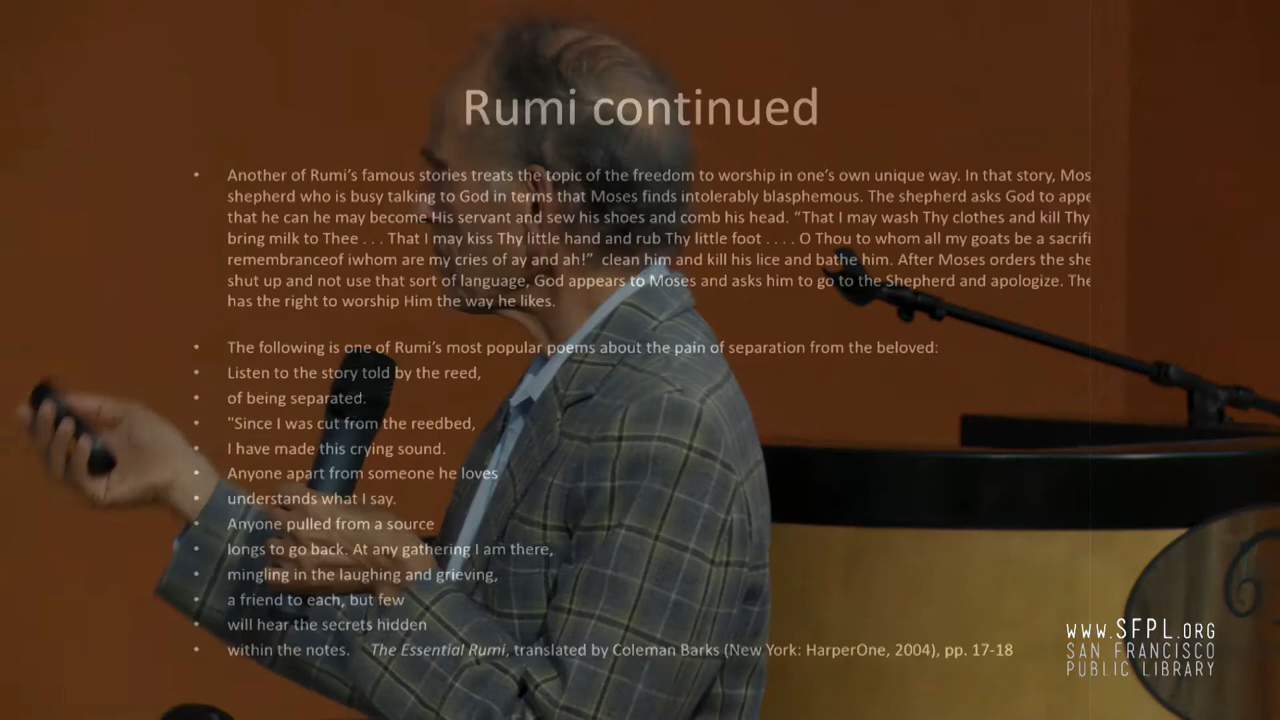 Rumi continued
• Another of Rumi's famous stories treats the topic of the freedom to worship in one's own unique way. In that story, Mos
shepherd who is busy talking to God in terms that Moses finds intolerably blasphemous. The shepherd asks God to appe
that he can he may become His servant and sew his shoes and comb his head. "That I may wash Thy clothes and kill Thy
bring milk to Thee . . . That I may kiss Thy little hand and rub Thy little foot . . . . O Thou to whom all my goats be a sacrifi
remembranceof iwhom are my cries of ay and ah!" clean him and kill his lice and bathe him. After Moses orders the she
shut up and not use that sort of language, God appears to Moses and asks him to go to the Shepherd and apologize. The
has the right to worship Him the way he likes.
• The following is one of Rumi's most popular poems about the pain of separation from the beloved:
• Listen to the story told by the reed,
• of being separated.
• "Since I was cut from the reedbed,
• I have made this crying sound.
• Anyone apart from someone he loves
• understands what I say.
• Anyone pulled from a source
• longs to go back. At any gathering I am there,
• mingling in the laughing and grieving,
• a friend to each, but few
• will hear the secrets hidden
• within the notes. The Essential Rumi, translated by Coleman Barks (New York: HarperOne, 2004), pp. 17-18
www.SFPL.ORG
SAN FRANCISCO
PUBLIC LIBRARY